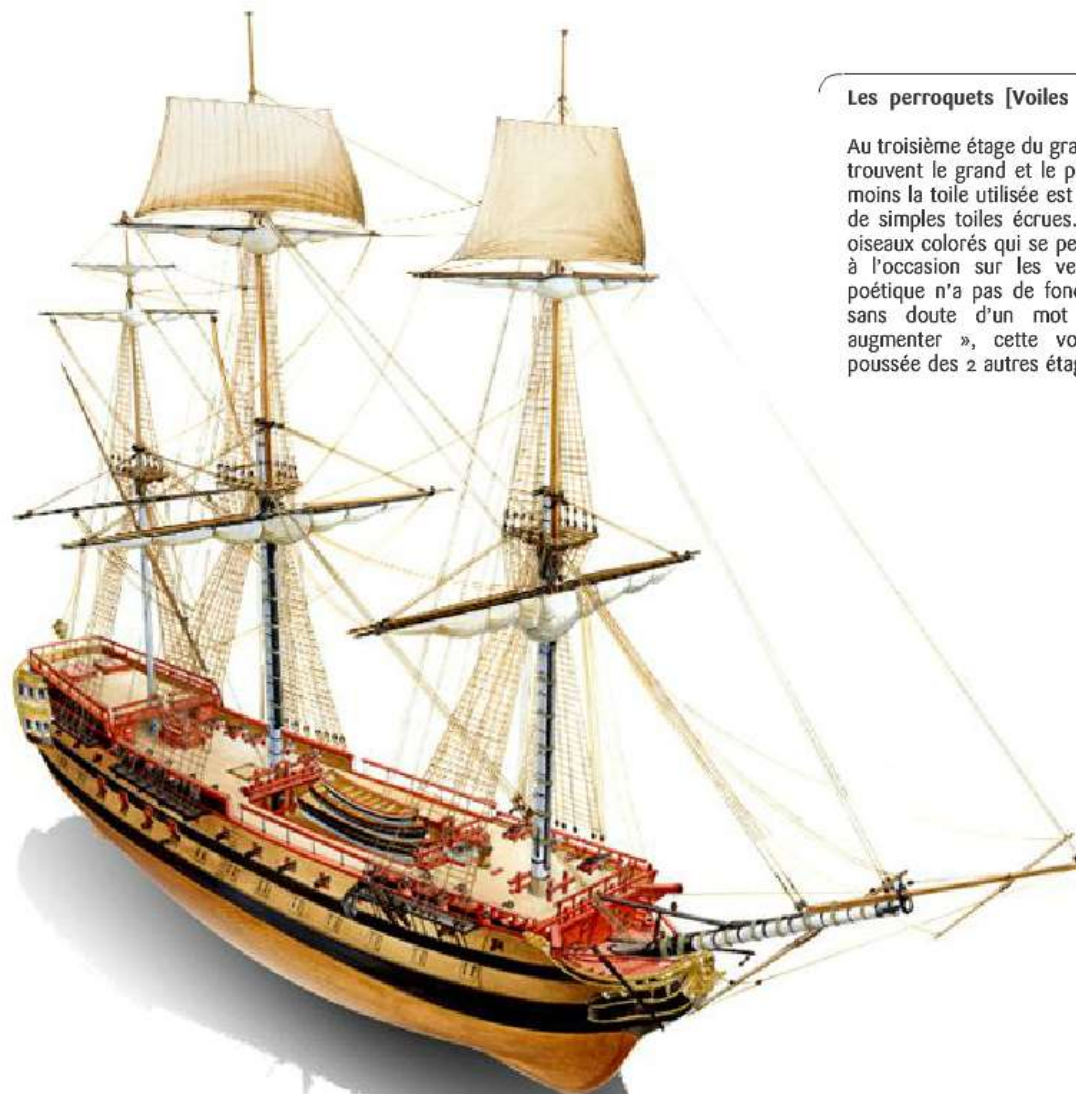 Les perroquets [Voiles
Au troisième étage du gra
trouvent le grand et le p
moins la toile utilisée est
de simples toiles écrues.
oiseaux colorés qui se pe
à l'occasion sur les ve
poétique n'a pas de fond
sans doute d'un mot
augmenter », cette vo
poussée des 2 autres étag